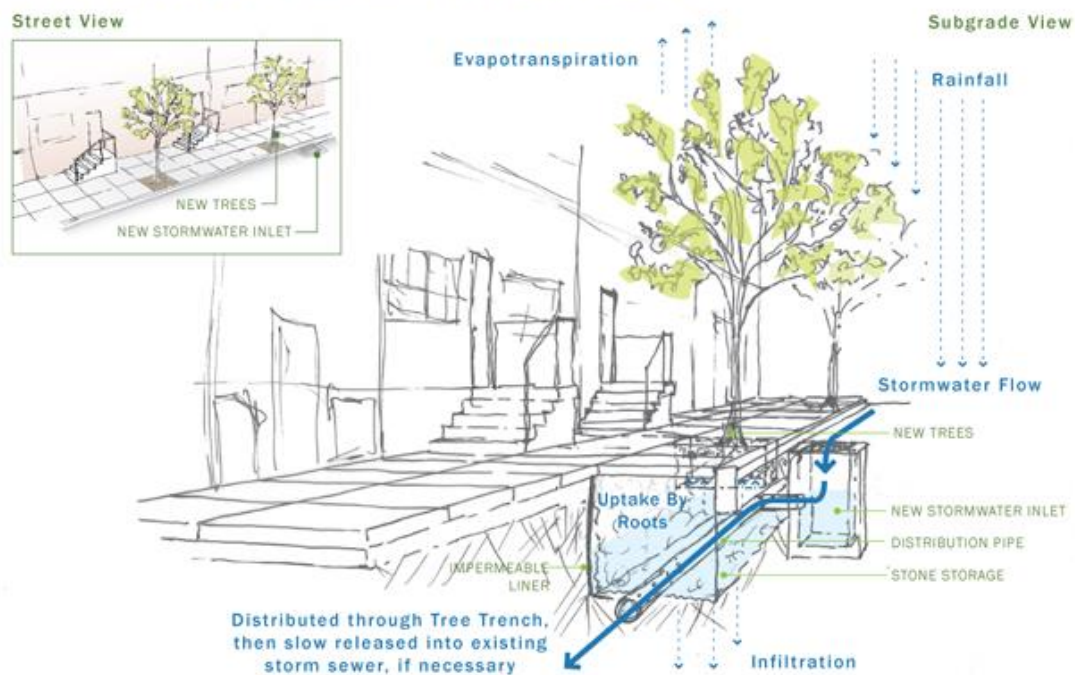 Street View
Subgrade View
NEW TREES
NEW STORMWATER INLET
Evapotranspiration
Rainfall
Stormwater Flow
NEW TREES
Uptake By
Roots
NEW STORMWATER INLET
DISTRIBUTION PIPE
IMPERMEABLE
LINER
STONE STORAGE
Distributed through Tree Trench,
then slow released into existing
storm sewer, if necessary
Infiltration